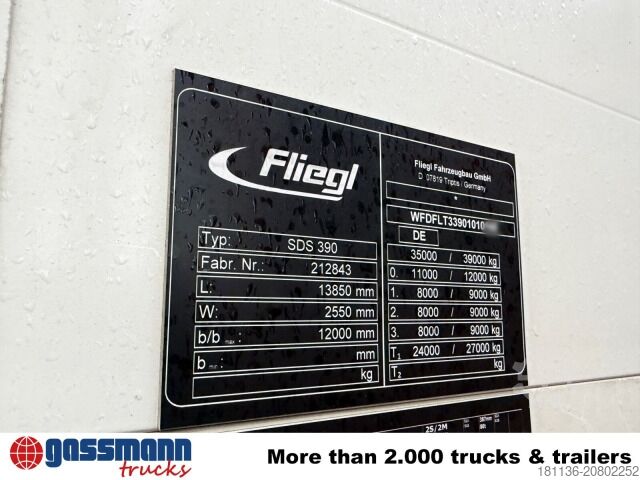 Fliegl
Fliegl Fahrzeugbau GmbH
D 07819 Triptis / Germany
*
WFDFLT3390101
DE
35000 / 39000 kg
0. 11000 / 12000 kg
1. 8000 / 9000 kg
2. 8000 / 9000 kg
3. 8000 / 9000 kg
T1 24000 / 27000 kg
T2 kg
Typ: SDS 390
Fabr. Nr.: 212843
L: 13850 mm
W: 2550 mm
b/b max: 12000 mm
b min: mm
kg
2S/2M
gassmann
trucks
More than 2.000 trucks & trailers
181136-20802252